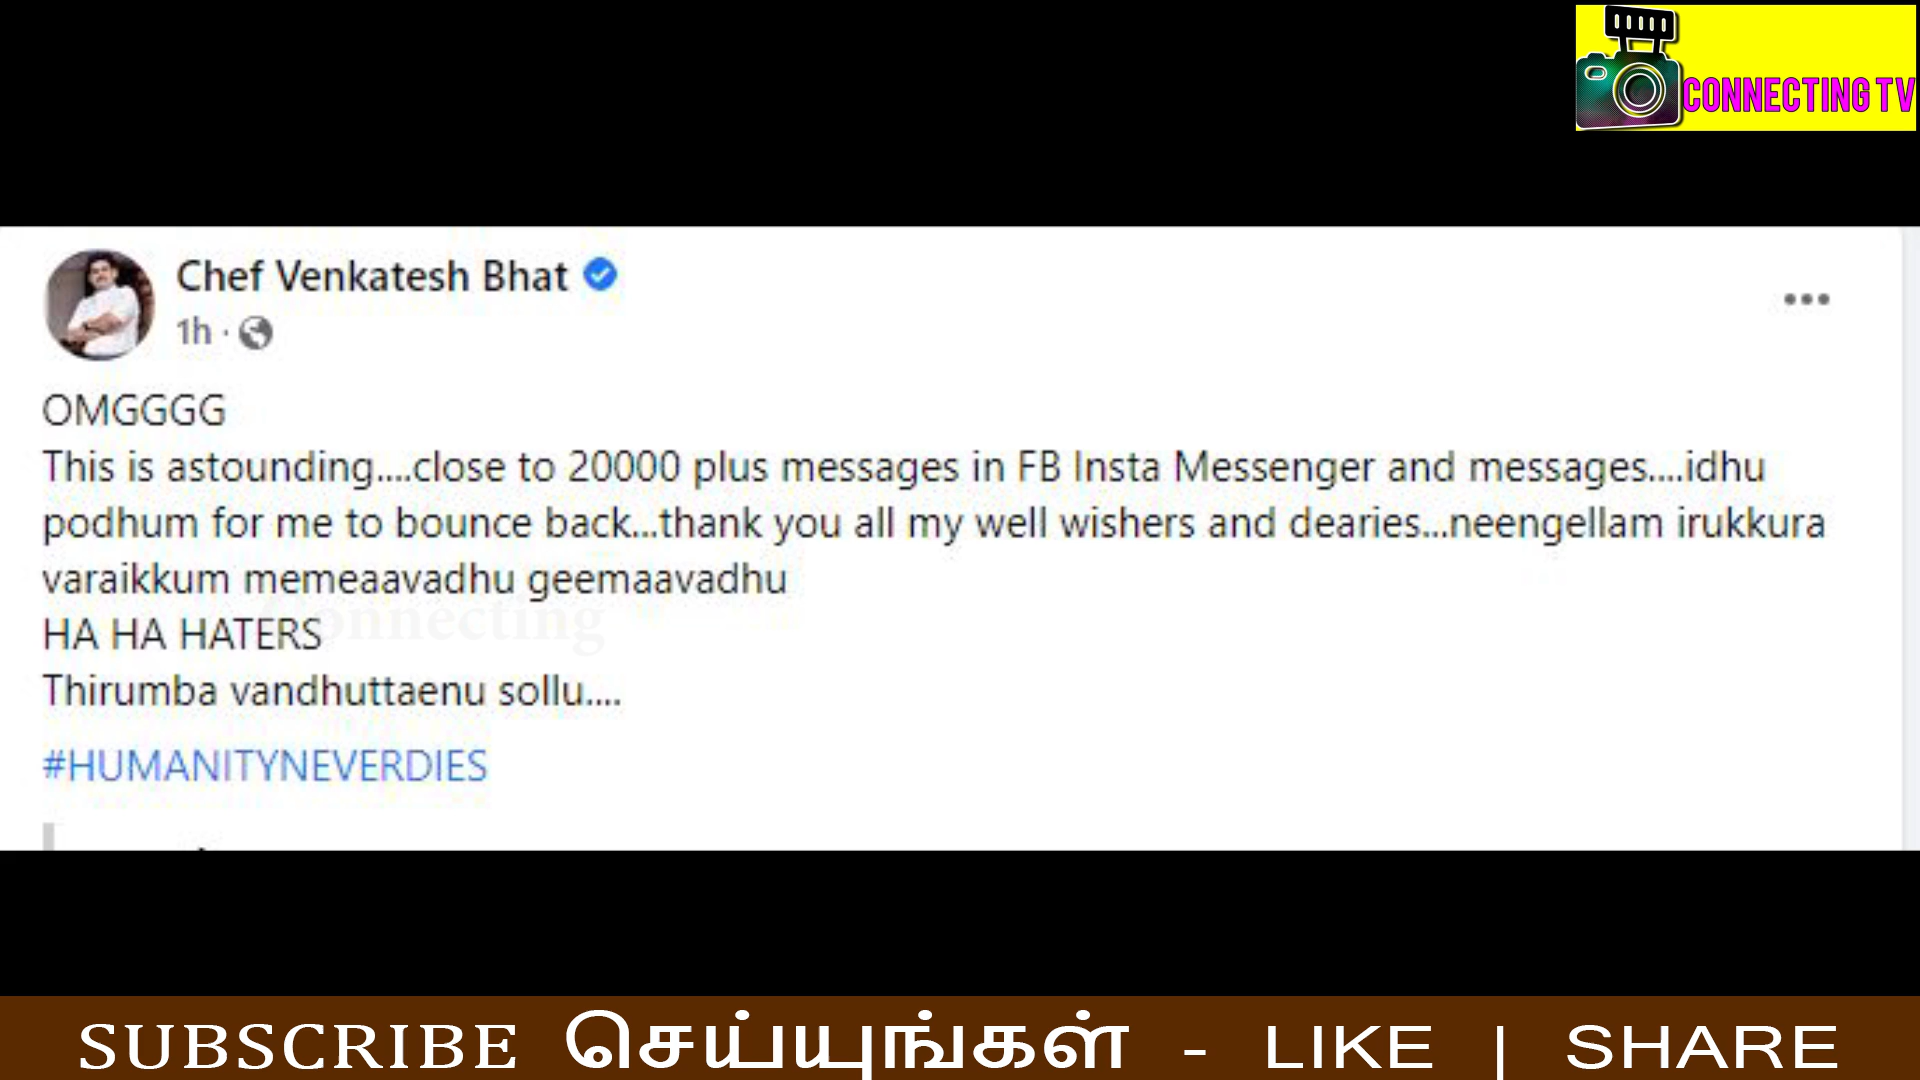 CONNECTING TV
Chef Venkatesh Bhat
1h ·
OMGGGG
This is astounding....close to 20000 plus messages in FB Insta Messenger and messages....idhu
podhum for me to bounce back...thank you all my well wishers and dearies...neengellam irukkura
varaikkum memeaavadhu geemaavadhu
Connecting
HA HA HATERS
Thirumba vandhuttaenu sollu....
#HUMANITYNEVERDIES
SUBSCRIBE செய்யுங்கள் - LIKE | SHARE